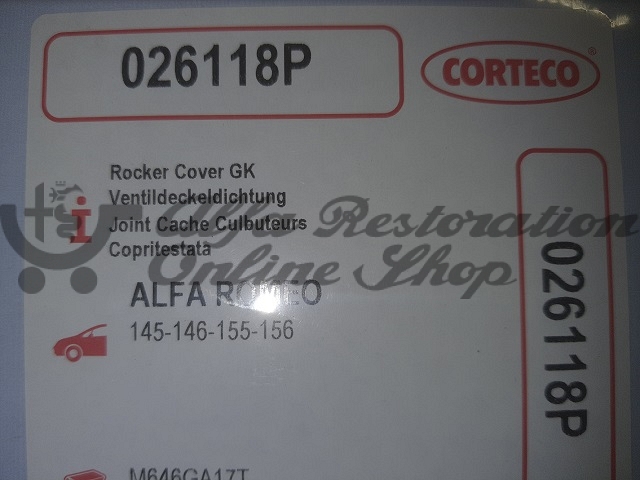 026118P
CORTECO®
Rocker Cover GK
Ventildeckeldichtung
Joint Cache Culbuteurs
Copritestata
Alfa Restoration
Online Shop
ALFA ROMEO
145-146-155-156
026118P
M646GA17T